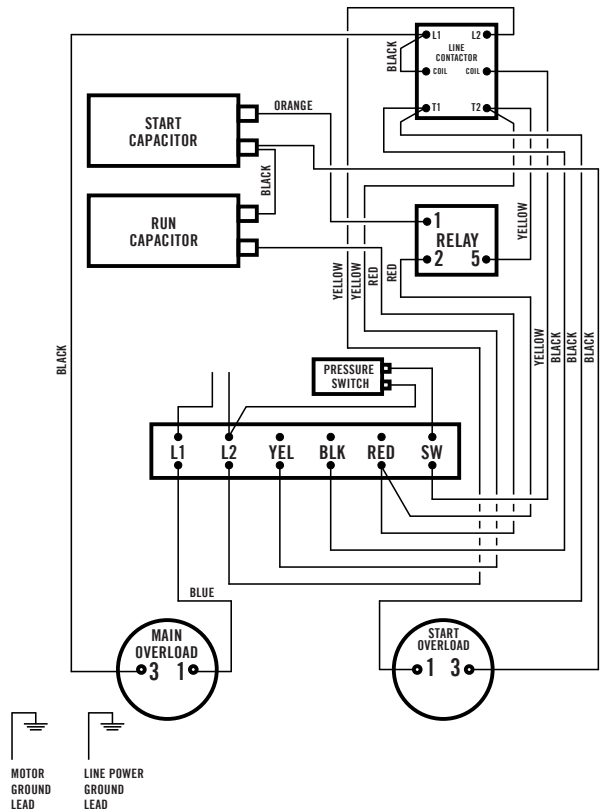 L1 L2
LINE
CONTACTOR
COIL COIL
T1 T2
BLACK
START
CAPACITOR
ORANGE
BLACK
RUN
CAPACITOR
1
RELAY
2 5
YELLOW
YELLOW
YELLOW
RED
RED
YELLOW
BLACK
BLACK
BLACK
BLACK
PRESSURE
SWITCH
L1 L2 YEL BLK RED SW
BLUE
MAIN
OVERLOAD
3 1
START
OVERLOAD
1 3
MOTOR
GROUND
LEAD
LINE POWER
GROUND
LEAD